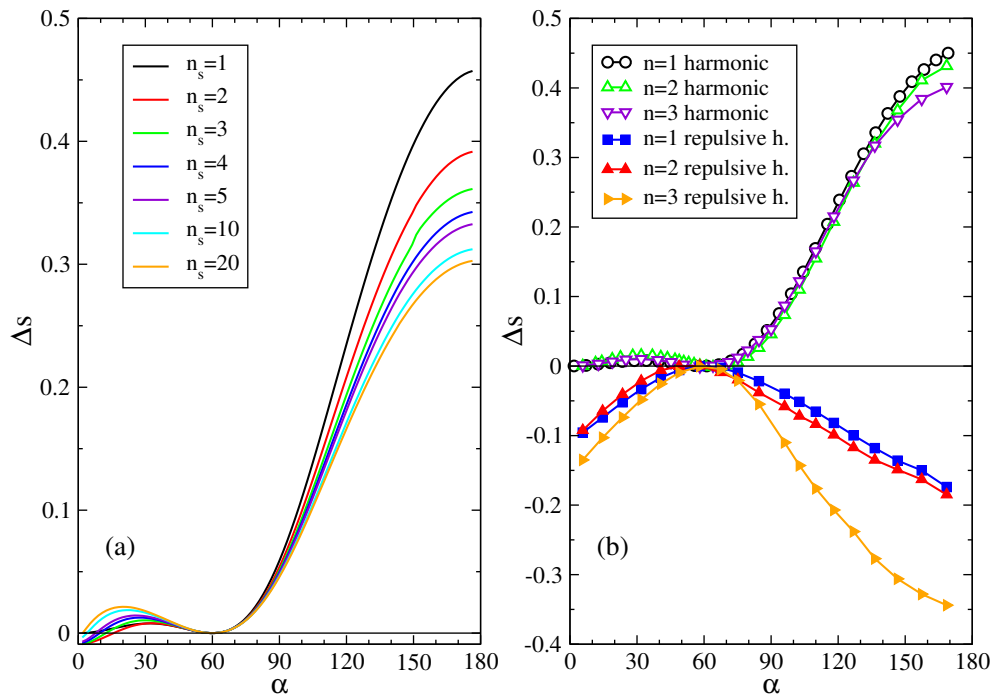 0.5
0.4
0.3
0.2
0.1
0
Δs
n_s=1
n_s=2
n_s=3
n_s=4
n_s=5
n_s=10
n_s=20
(a)
0 30 60 90 120 150 180
α
0.5
0.4
0.3
0.2
0.1
0
-0.1
-0.2
-0.3
-0.4
Δs
n=1 harmonic
n=2 harmonic
n=3 harmonic
n=1 repulsive h.
n=2 repulsive h.
n=3 repulsive h.
(b)
0 30 60 90 120 150 180
α